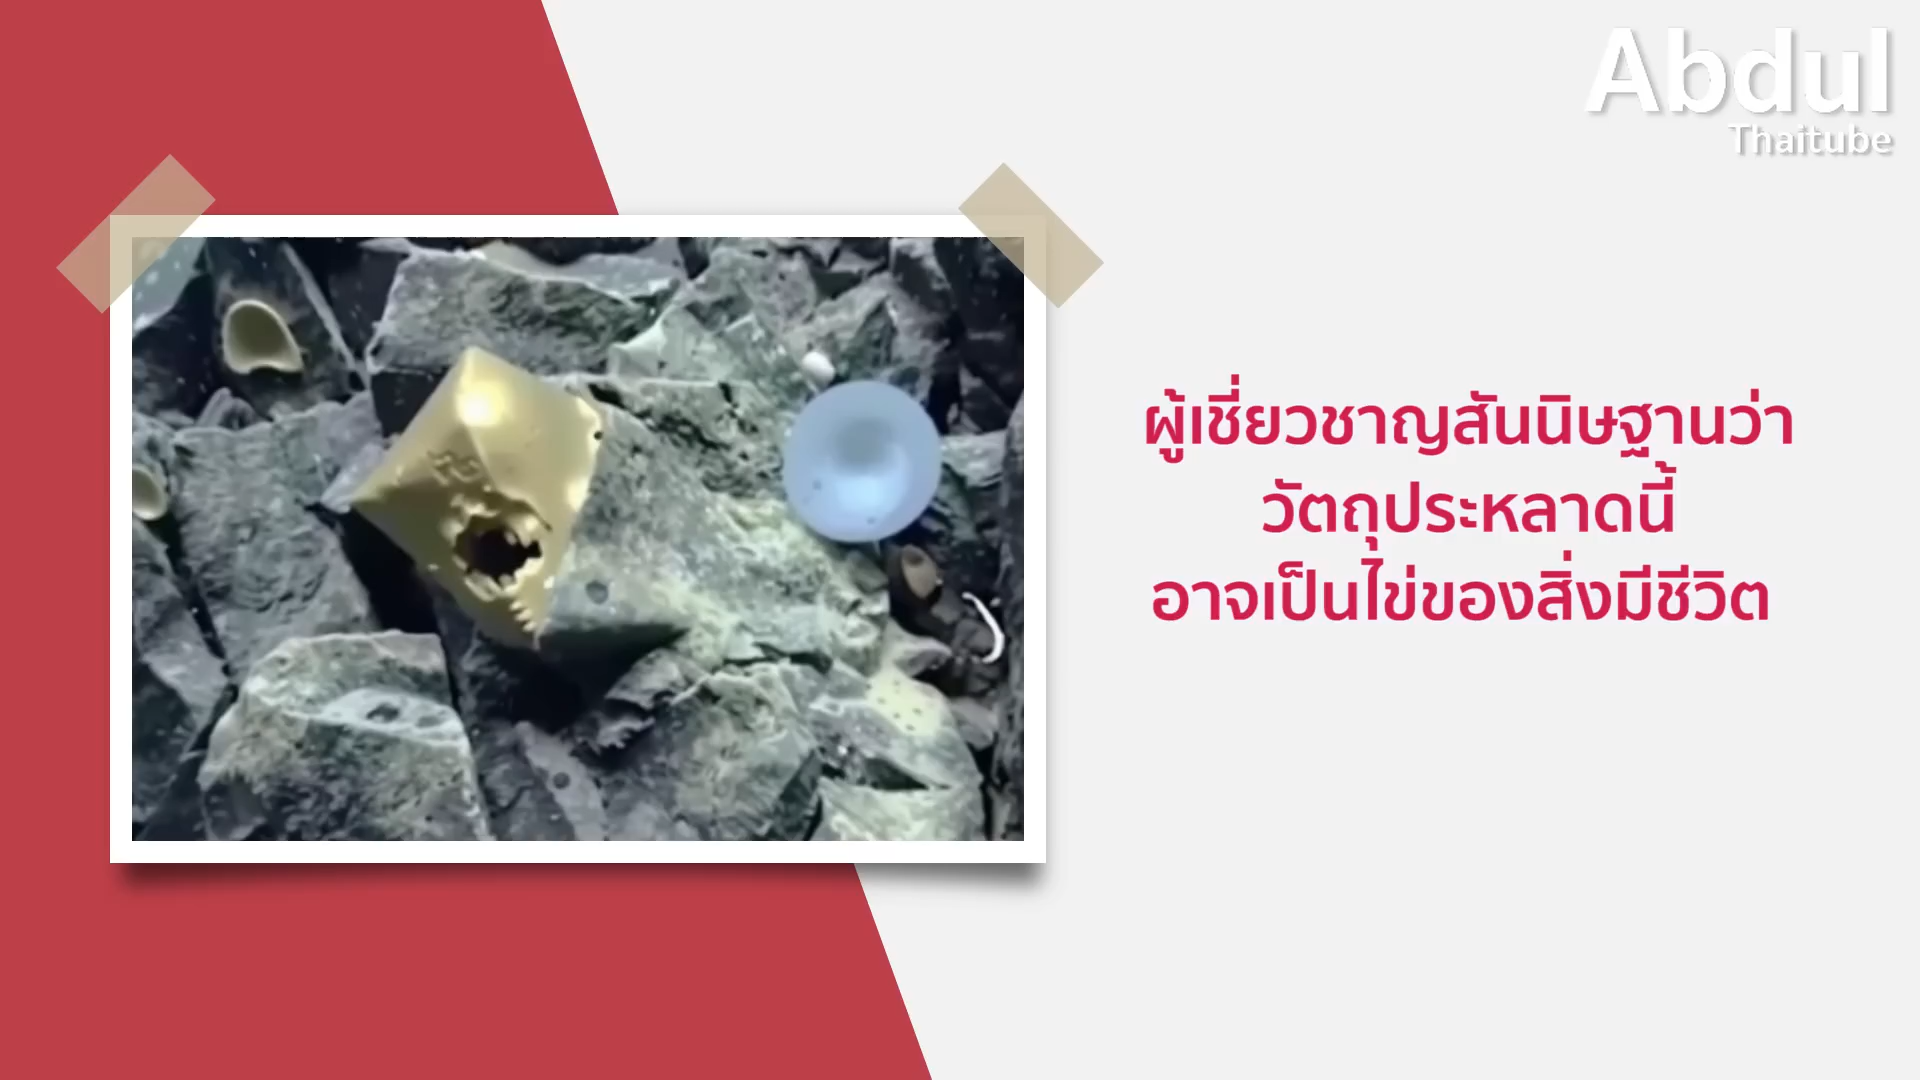 Abdul
Thaitube
ผู้เชี่ยวชาญสันนิษฐานว่า
วัตถุประหลาดนี้
อาจเป็นไข่ของสิ่งมีชีวิต